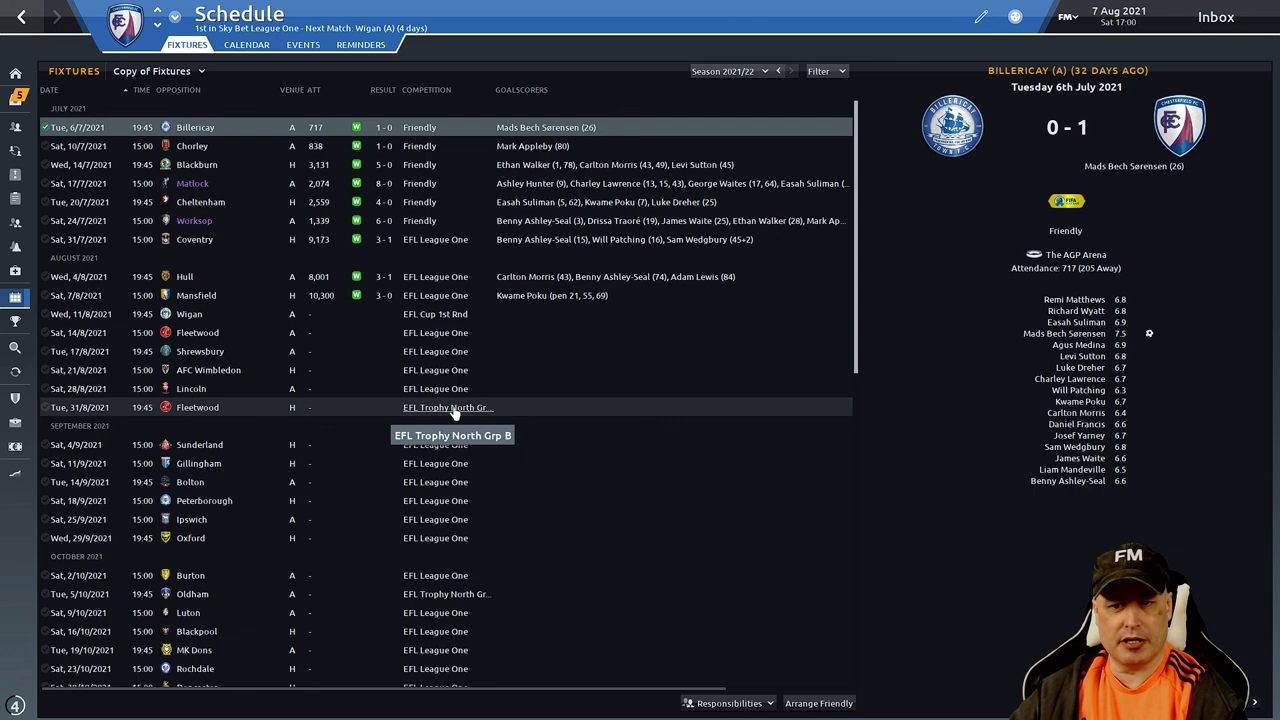 Schedule
1st in Sky Bet League One - Next Match: Wigan (A) (4 days)
FM
7 Aug 2021
Sat 17:00
Inbox
FIXTURES CALENDAR EVENTS REMINDERS
FIXTURES Copy of Fixtures Season 2021/22 Filter
DATE TIME OPPOSITION VENUE ATT RESULT COMPETITION GOALSCORERS
JULY 2021
Tue, 6/7/2021 19:45 Billericay A 717 W 1 - 0 Friendly Mads Bech Sørensen (26)
Sat, 10/7/2021 15:00 Chorley A 838 W 1 - 0 Friendly Mark Appleby (80)
Wed, 14/7/2021 15:00 Blackburn H 3,131 W 5 - 0 Friendly Ethan Walker (1, 78), Carlton Morris (43, 49), Levi Sutton (45)
Sat, 17/7/2021 15:00 Matlock A 2,074 W 8 - 0 Friendly Ashley Hunter (9), Charley Lawrence (13, 15, 43), George Waites (17, 64), Easah Suliman (...
Tue, 20/7/2021 19:45 Cheltenham H 2,559 W 4 - 0 Friendly Easah Suliman (5, 62), Kwame Poku (7), Luke Dreher (25)
Sat, 24/7/2021 15:00 Worksop A 1,339 W 6 - 0 Friendly Benny Ashley-Seal (3), Drissa Traoré (19), James Waite (25), Ethan Walker (28), Mark Ap...
Sat, 31/7/2021 15:00 Coventry H 9,173 W 3 - 1 EFL League One Benny Ashley-Seal (15), Will Patching (16), Sam Wedgbury (45+2)
AUGUST 2021
Wed, 4/8/2021 19:45 Hull A 8,001 W 3 - 1 EFL League One Carlton Morris (43), Benny Ashley-Seal (74), Adam Lewis (84)
Sat, 7/8/2021 15:00 Mansfield H 10,300 W 3 - 0 EFL League One Kwame Poku (pen 21, 55, 69)
Wed, 11/8/2021 19:45 Wigan A - EFL Cup 1st Rnd
Sat, 14/8/2021 15:00 Fleetwood H - EFL League One
Tue, 17/8/2021 19:45 Shrewsbury A - EFL League One
Sat, 21/8/2021 15:00 AFC Wimbledon H - EFL League One
Sat, 28/8/2021 15:00 Lincoln A - EFL League One
Tue, 31/8/2021 19:45 Fleetwood H - EFL Trophy North Gr...
EFL Trophy North Grp B
SEPTEMBER 2021
Sat, 4/9/2021 15:00 Sunderland H - EFL League One
Sat, 11/9/2021 15:00 Gillingham H - EFL League One
Tue, 14/9/2021 19:45 Bolton A - EFL League One
Sat, 18/9/2021 15:00 Peterborough H - EFL League One
Sat, 25/9/2021 15:00 Ipswich A - EFL League One
Wed, 29/9/2021 19:45 Oxford H - EFL League One
OCTOBER 2021
Sat, 2/10/2021 15:00 Burton A - EFL League One
Tue, 5/10/2021 19:45 Oldham A - EFL Trophy North Gr...
Sat, 9/10/2021 15:00 Luton A - EFL League One
Sat, 16/10/2021 15:00 Blackpool H - EFL League One
Tue, 19/10/2021 19:45 MK Dons A - EFL League One
Sat, 23/10/2021 15:00 Rochdale H - EFL League One
Responsibilities Arrange Friendly
BILLERICAY (A) (32 DAYS AGO)
Tuesday 6th July 2021
BILLERICAY
CHESTERFIELD FC
0 - 1
Mads Bech Sørensen (26)
Friendly
The AGP Arena
Attendance: 717 (205 Away)
Remi Matthews 6.8
Richard Wyatt 6.8
Easah Suliman 6.9
Mads Bech Sørensen 7.5
Agus Medina 6.9
Levi Sutton 6.8
Luke Dreher 6.7
Charley Lawrence 6.7
Will Patching 6.3
Kwame Poku 6.7
Carlton Morris 6.4
Daniel Francis 6.6
Josef Yarney 6.7
Sam Wedgbury 6.8
James Waite 6.6
Liam Mandeville 6.5
Benny Ashley-Seal 6.6
5
4
FM